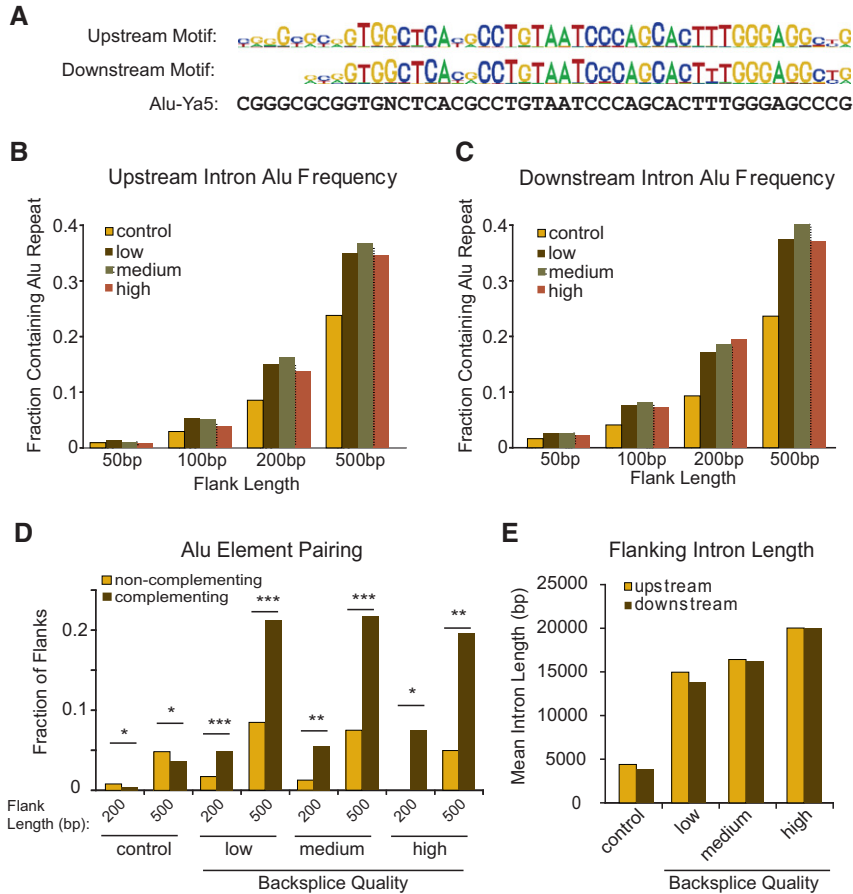 A
Upstream Motif:
Downstream Motif:
Alu-Ya5: CGGGCGCGGTGNCTCACGCCTGTAATCCCAGCACTTTGGGAGCCCG
B
Upstream Intron Alu Frequency
Fraction Containing Alu Repeat
0.4
0.3
0.2
0.1
0
control
low
medium
high
50bp 100bp 200bp 500bp
Flank Length
C
Downstream Intron Alu Frequency
Fraction Containing Alu Repeat
0.4
0.3
0.2
0.1
0
control
low
medium
high
50bp 100bp 200bp 500bp
Flank Length
D
Alu Element Pairing
non-complementing
complementing
Fraction of Flanks
0.2
0.1
0
* * *** *** ** *** * **
Flank
Length (bp):
200 500 200 500 200 500 200 500
control low medium high
Backsplice Quality
E
Flanking Intron Length
upstream
downstream
Mean Intron Length (bp)
25000
20000
15000
10000
5000
0
control low medium high
Backsplice Quality